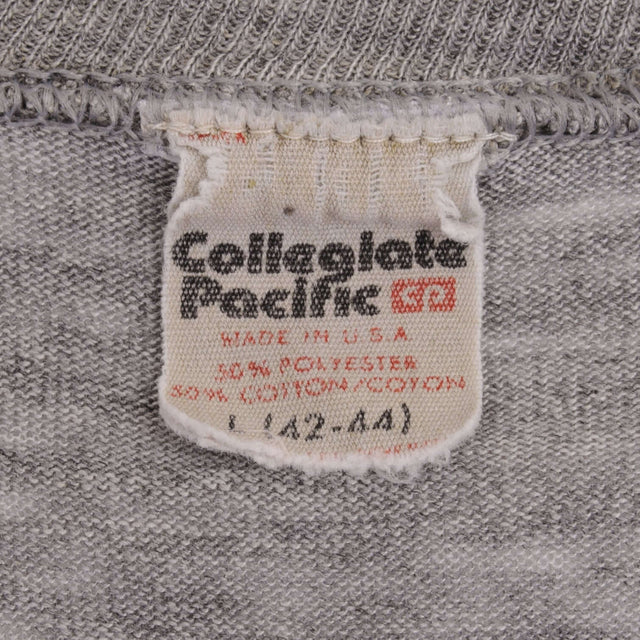 Collegiate
Pacific
MADE IN U.S.A
50% POLYESTER
50% COTTON/COTON
L (42-44)